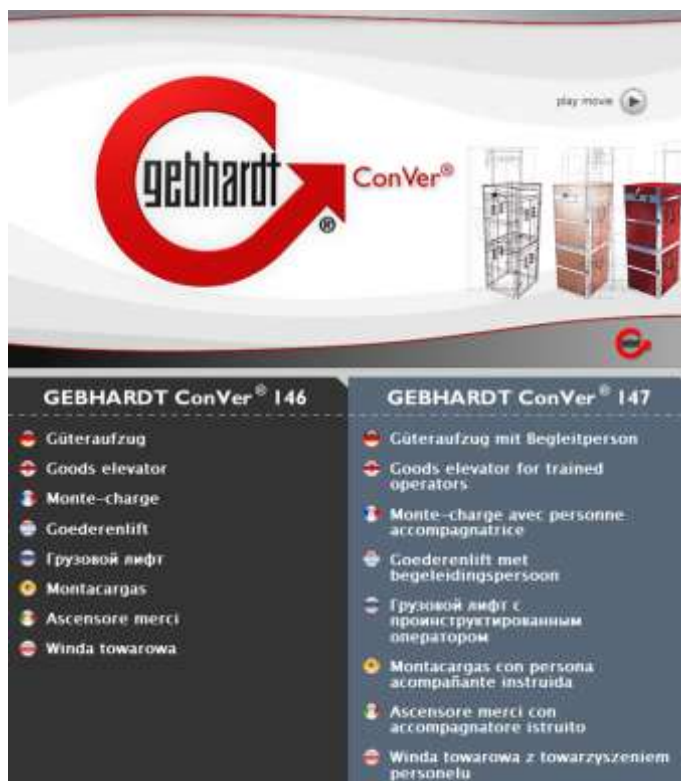 play movie
gebhardt
®
ConVer®
GEBHARDT ConVer® 146
Güteraufzug
Goods elevator
Monte-charge
Goederenlift
Грузовой лифт
Montacargas
Ascensore merci
Winda towarowa
GEBHARDT ConVer® 147
Güteraufzug mit Begleitperson
Goods elevator for trained
operators
Monte-charge avec personne
accompagnatrice
Goederenlift met
begeleidingspersoon
Грузовой лифт с
проинструктированным
оператором
Montacargas con persona
acompañante instruida
Ascensore merci con
accompagnatore istruito
Winda towarowa z towarzyszeniem
personelu